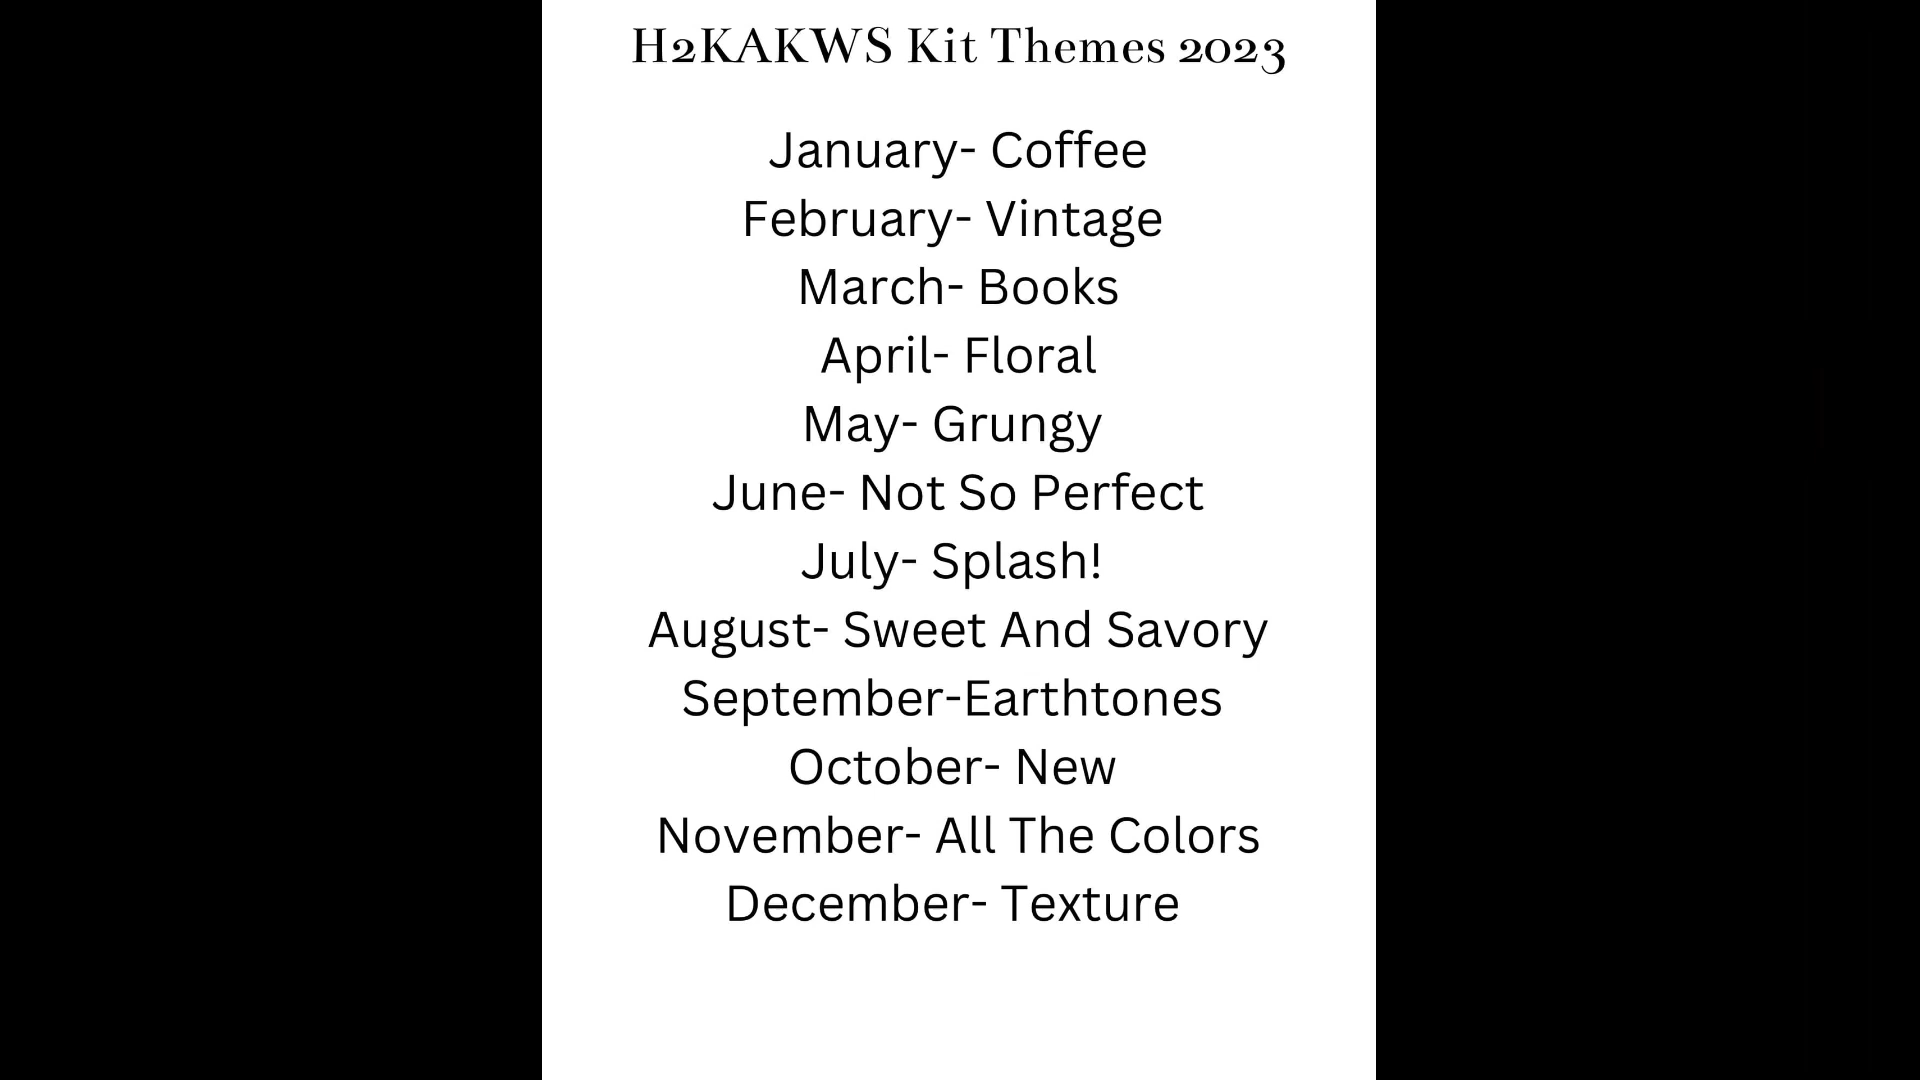 H2KAKWS Kit Themes 2023
January- Coffee
February- Vintage
March- Books
April- Floral
May- Grungy
June- Not So Perfect
July- Splash!
August- Sweet And Savory
September-Earthtones
October- New
November- All The Colors
December- Texture